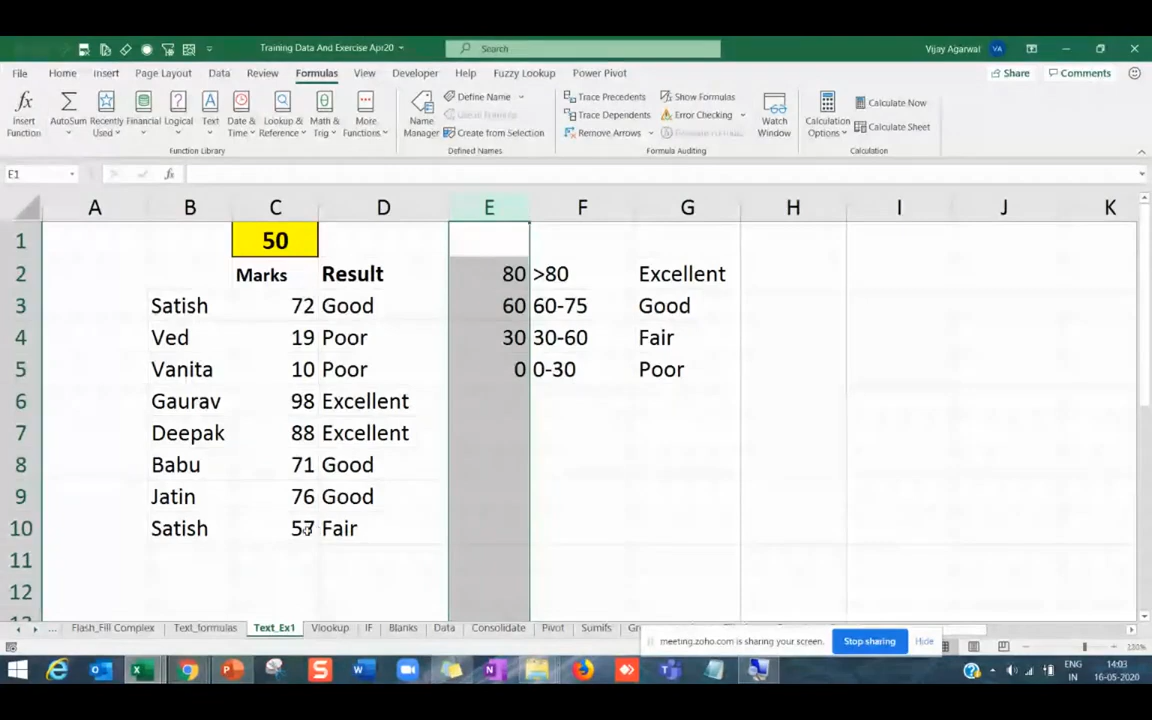 Training Data And Exercise Apr20
Search
Vijay Agarwal
VA
File Home Insert Page Layout Data Review Formulas View Developer Help Fuzzy Lookup Power Pivot
Share
Comments
Insert Function
AutoSum
Recently Used
Financial
Logical
Text
Date & Time
Lookup & Reference
Math & Trig
More Functions
Function Library
Name Manager
Define Name
Create from Selection
Defined Names
Trace Precedents
Trace Dependents
Remove Arrows
Show Formulas
Error Checking
Formula Auditing
Watch Window
Calculation Options
Calculate Now
Calculate Sheet
Calculation
E1
fx
A B C D E F G H I J K
1 50
2 Marks Result 80 >80 Excellent
3 Satish 72 Good 60 60-75 Good
4 Ved 19 Poor 30 30-60 Fair
5 Vanita 10 Poor 0 0-30 Poor
6 Gaurav 98 Excellent
7 Deepak 88 Excellent
8 Babu 71 Good
9 Jatin 76 Good
10 Satish 57 Fair
11
12
... Flash_Fill Complex Text_formulas Text_Ex1 Vlookup IF Blanks Data Consolidate Pivot Sumifs
meeting.zoho.com is sharing your screen.
Stop sharing
Hide
ENG
IN
14:03
16-05-2020